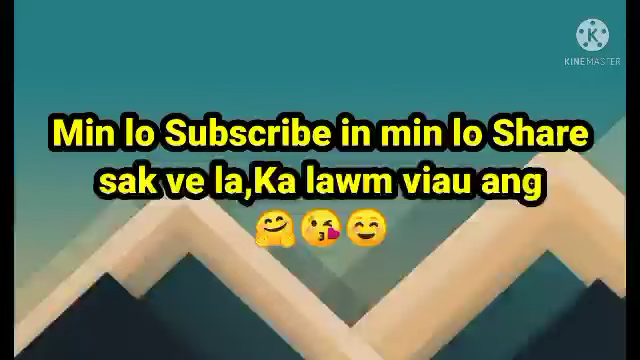 KINEMASTER
Min lo Subscribe in min lo Share
sak ve la,Ka lawm viau ang
🤗😘☺️